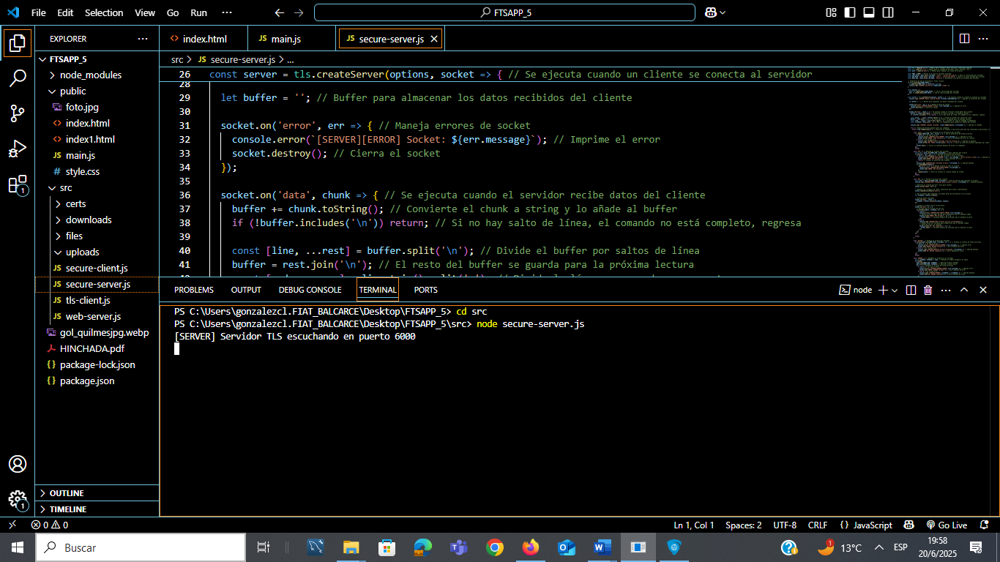 File Edit Selection View Go Run ··· FTSAPP_5
EXPLORER ···
FTSAPP_5
node_modules
public
foto.jpg
index.html
index1.html
JS main.js
# style.css
src
certs
downloads
files
uploads
JS secure-client.js
JS secure-server.js
JS tls-client.js
JS web-server.js
gol_quilmesjpg.webp
HINCHADA.pdf
{} package-lock.json
{} package.json
OUTLINE
TIMELINE
1
1
<> index.html JS main.js JS secure-server.js
src > JS secure-server.js > ...
26 const server = tls.createServer(options, socket => { // Se ejecuta cuando un cliente se conecta al servidor
28
29 let buffer = ''; // Buffer para almacenar los datos recibidos del cliente
30
31 socket.on('error', err => { // Maneja errores de socket
32 console.error(`[SERVER][ERROR] Socket: ${err.message}`); // Imprime el error
33 socket.destroy(); // Cierra el socket
34 });
35
36 socket.on('data', chunk => { // Se ejecuta cuando el servidor recibe datos del cliente
37 buffer += chunk.toString(); // Convierte el chunk a string y lo añade al buffer
38 if (!buffer.includes('\n')) return; // Si no hay salto de línea, el comando no está completo, regresa
39
40 const [line, ...rest] = buffer.split('\n'); // Divide el buffer por saltos de línea
41 buffer = rest.join('\n'); // El resto del buffer se guarda para la próxima lectura
PROBLEMS OUTPUT DEBUG CONSOLE TERMINAL PORTS node
PS C:\Users\gonzalezcl.FIAT_BALCARCE\Desktop\FTSAPP_5> cd src
PS C:\Users\gonzalezcl.FIAT_BALCARCE\Desktop\FTSAPP_5\src> node secure-server.js
[SERVER] Servidor TLS escuchando en puerto 6000
0 0 Ln 1, Col 1 Spaces: 2 UTF-8 CRLF {} JavaScript Go Live
Buscar 1 13°C ESP 19:58
20/6/2025